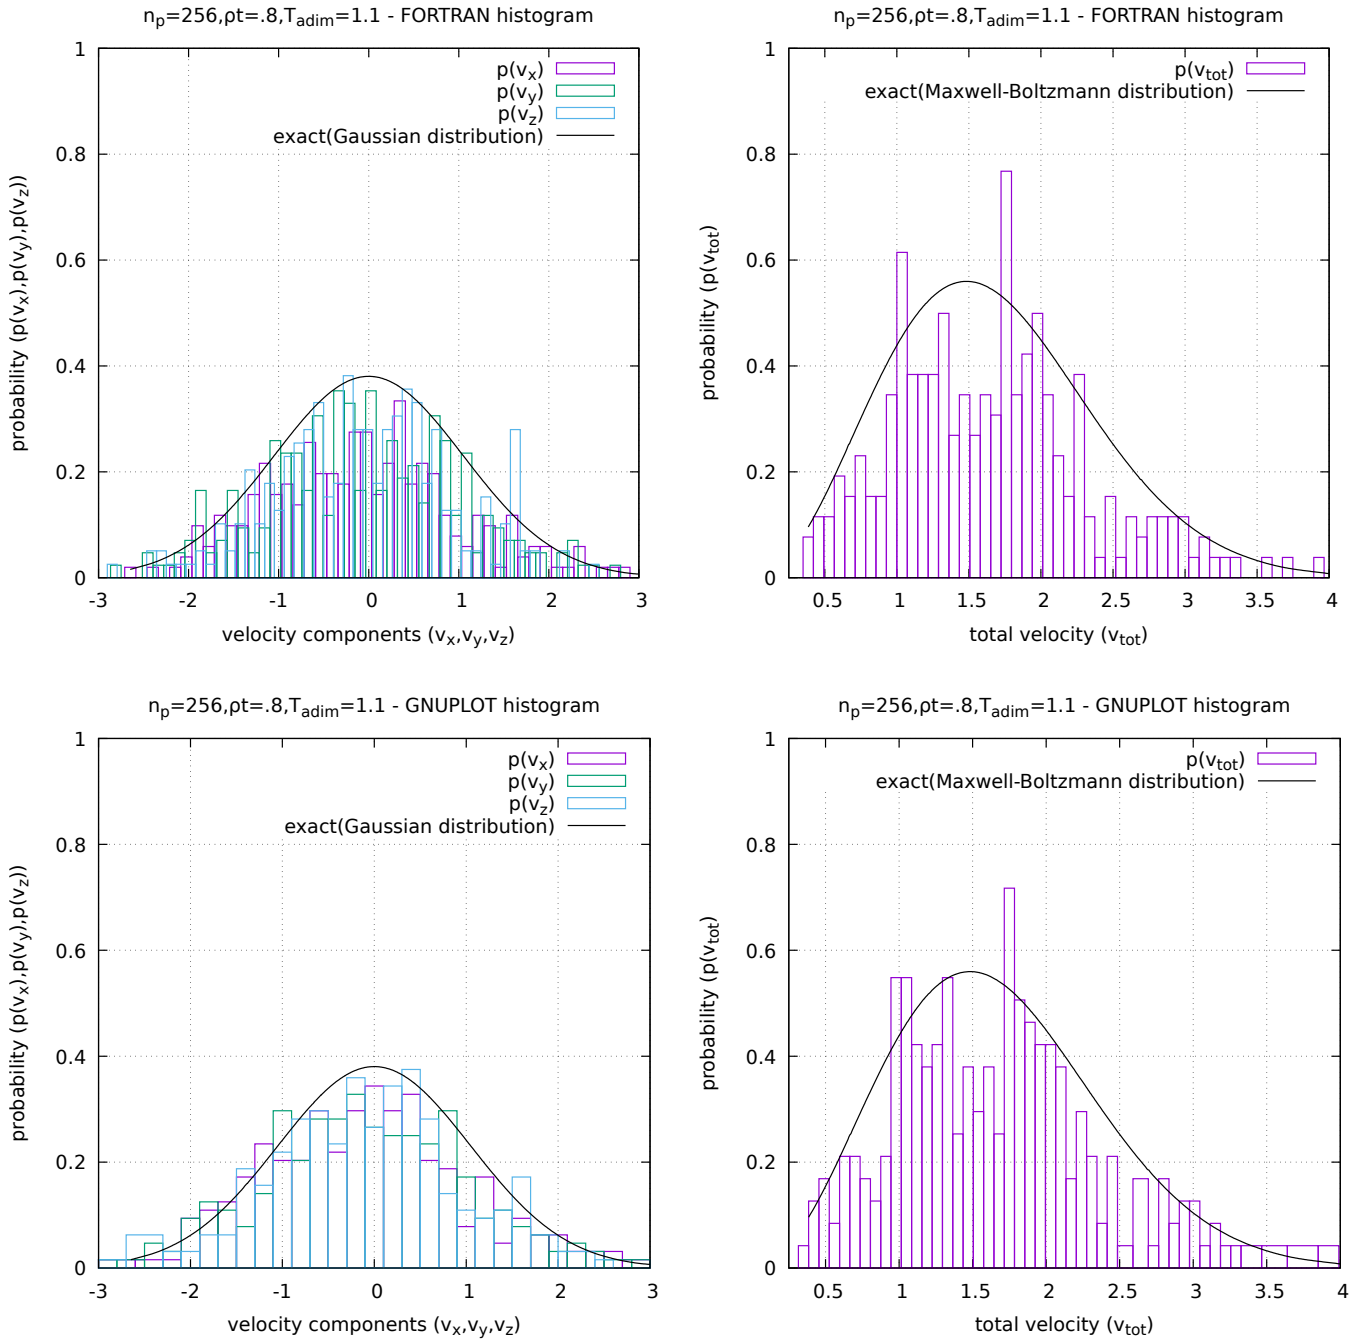 n_p=256,ρt=.8,T_adim=1.1 - FORTRAN histogram
p(v_x)
p(v_y)
p(v_z)
exact(Gaussian distribution)
probability (p(v_x),p(v_y),p(v_z))
1
0.8
0.6
0.4
0.2
0
-3 -2 -1 0 1 2 3
velocity components (v_x,v_y,v_z)
n_p=256,ρt=.8,T_adim=1.1 - FORTRAN histogram
p(v_tot)
exact(Maxwell-Boltzmann distribution)
probability (p(v_tot)
1
0.8
0.6
0.4
0.2
0
0.5 1 1.5 2 2.5 3 3.5 4
total velocity (v_tot)
n_p=256,ρt=.8,T_adim=1.1 - GNUPLOT histogram
p(v_x)
p(v_y)
p(v_z)
exact(Gaussian distribution)
probability (p(v_x),p(v_y),p(v_z))
1
0.8
0.6
0.4
0.2
0
-3 -2 -1 0 1 2 3
velocity components (v_x,v_y,v_z)
n_p=256,ρt=.8,T_adim=1.1 - GNUPLOT histogram
p(v_tot)
exact(Maxwell-Boltzmann distribution)
probability (p(v_tot)
1
0.8
0.6
0.4
0.2
0
0.5 1 1.5 2 2.5 3 3.5 4
total velocity (v_tot)